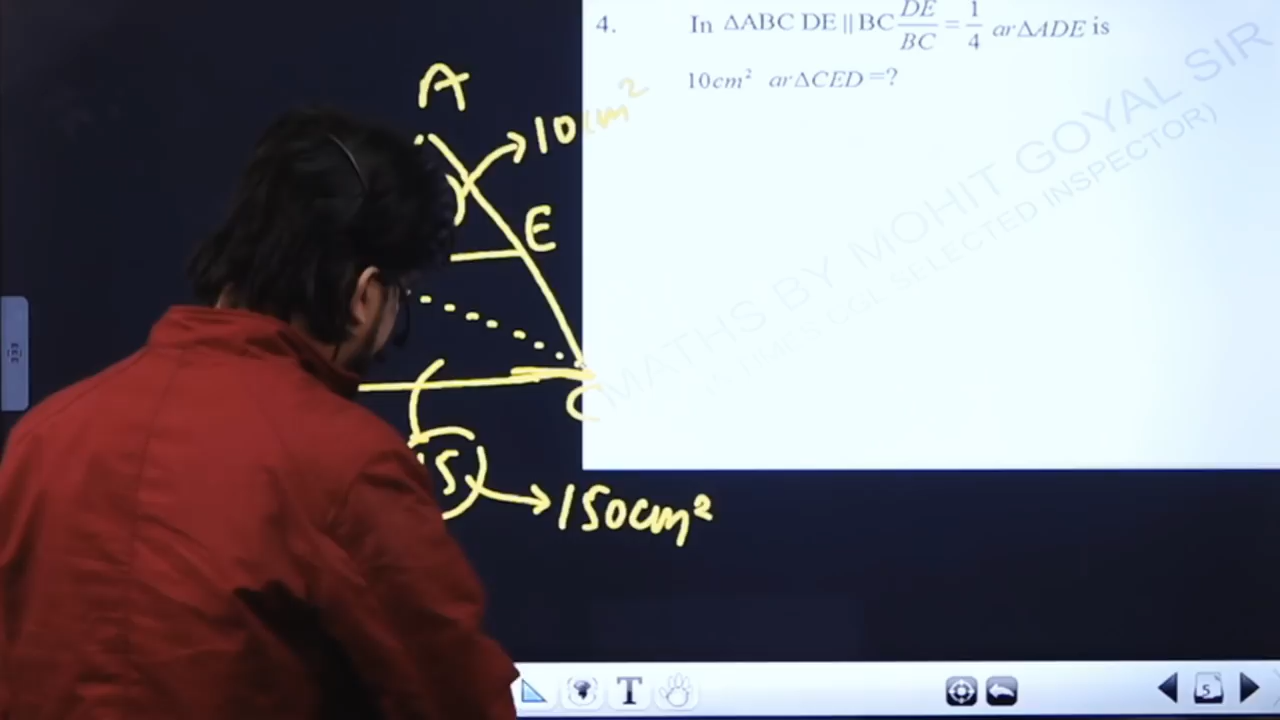 4. In ΔABC DE || BC DE/BC = 1/4 arΔADE is
10cm² arΔCED =?
A
10cm²
E
C
15
150cm²
MATHS BY MOHIT GOYAL SIR
SELECTED INSPECTOR)
T
5